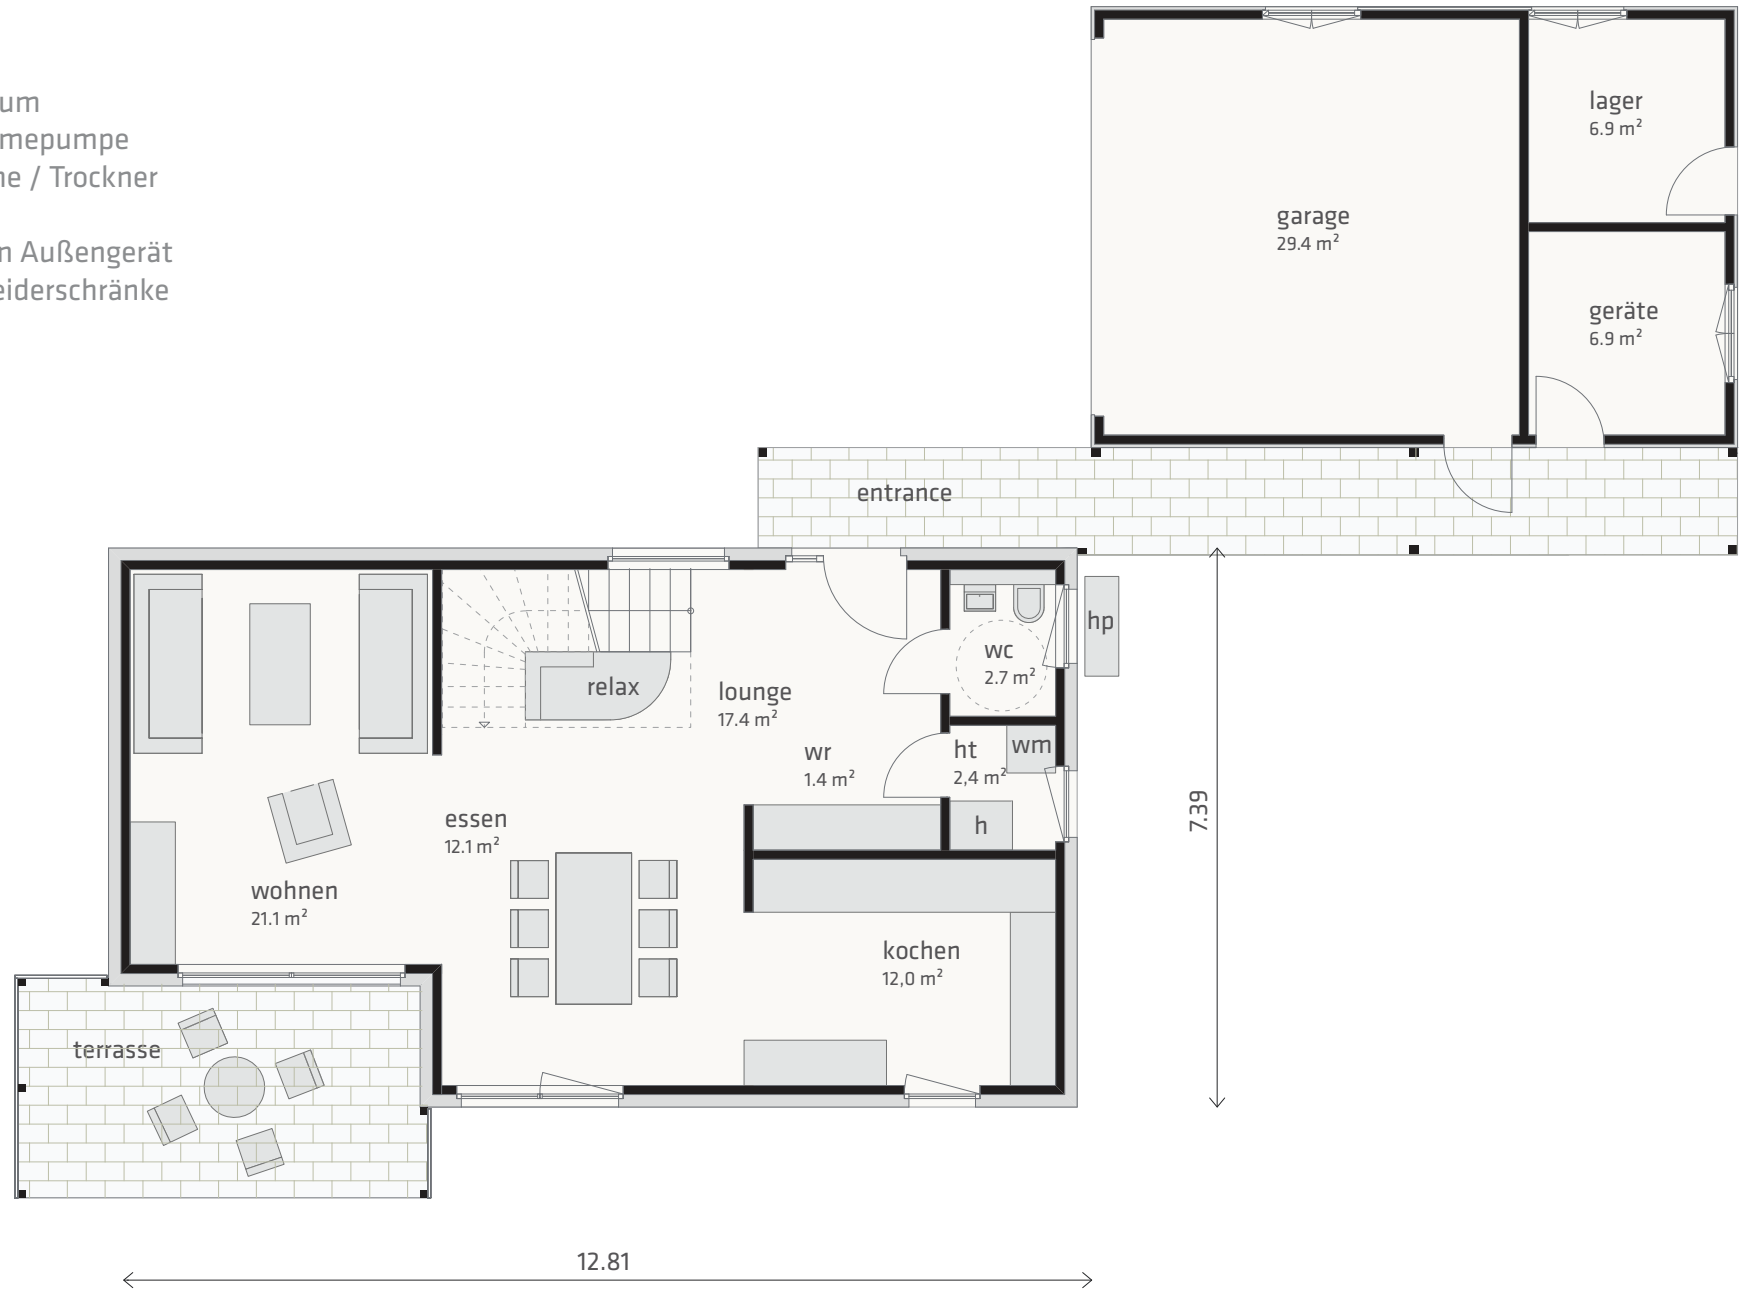 um
mepumpe
ne / Trockner
n Außengerät
eiderschränke
lager
6.9 m²
garage
29.4 m²
geräte
6.9 m²
entrance
hp
wc
2.7 m²
relax
lounge
17.4 m²
wr
1.4 m²
ht
2,4 m²
wm
h
essen
12.1 m²
wohnen
21.1 m²
kochen
12,0 m²
terrasse
7.39
12.81